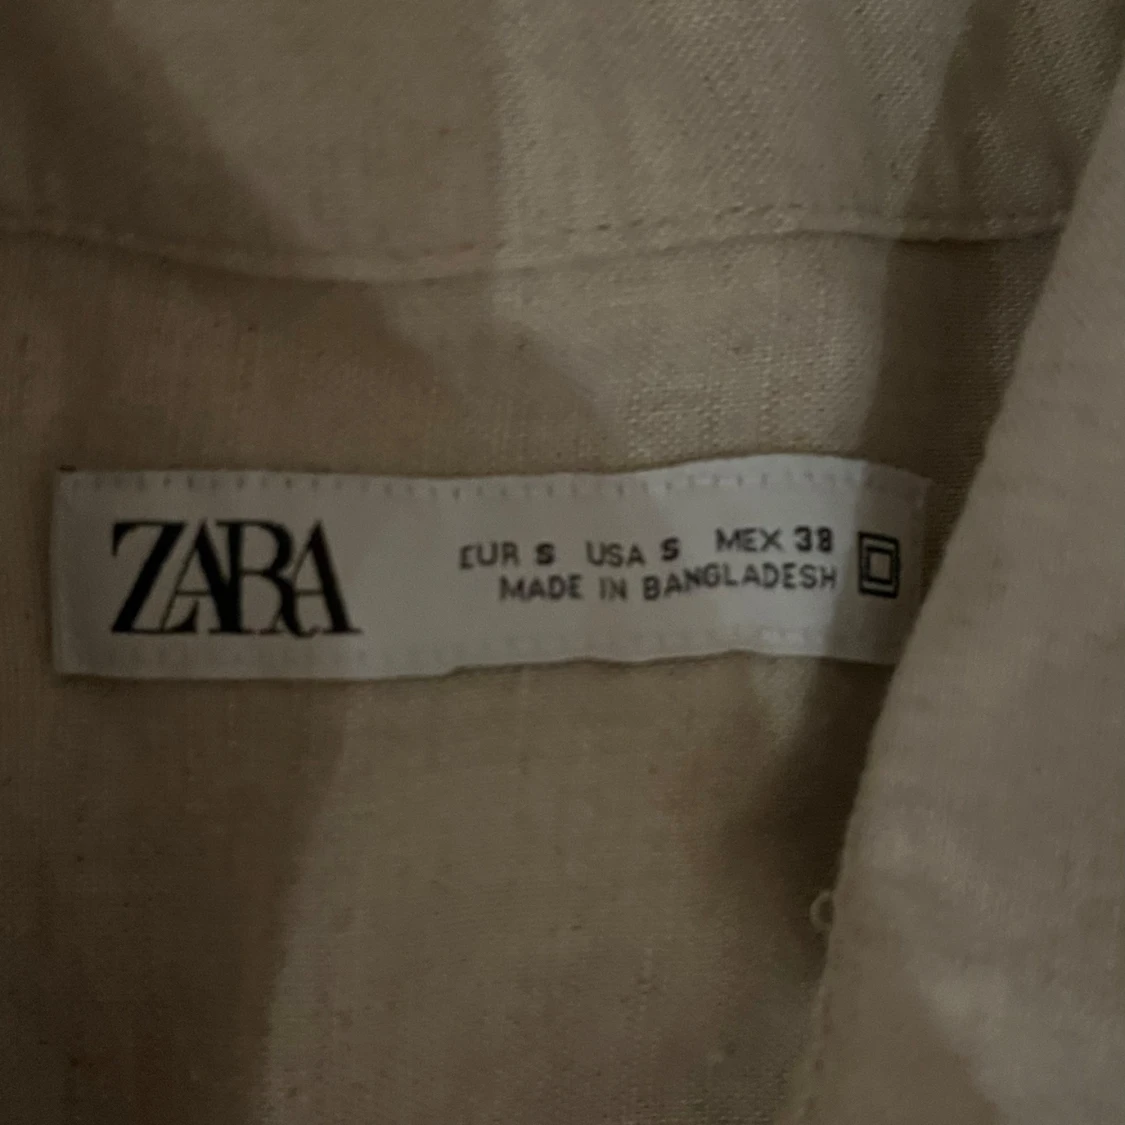 ZARA
EUR S USA S MEX 38
MADE IN BANGLADESH